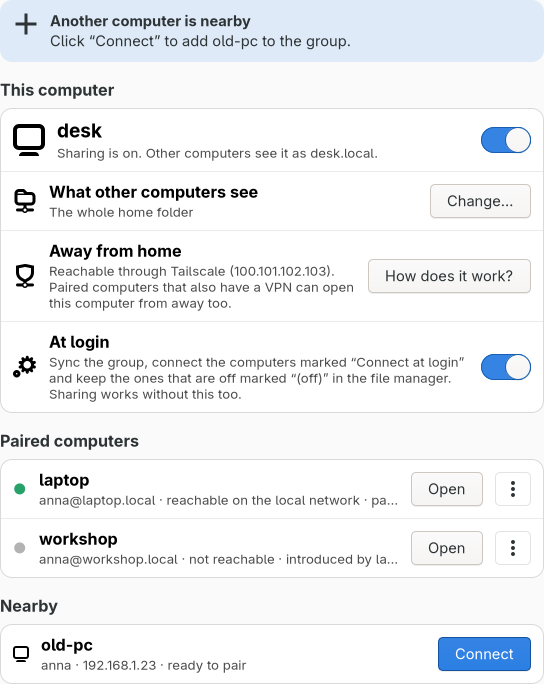 Another computer is nearby
Click “Connect” to add old-pc to the group.
This computer
desk
Sharing is on. Other computers see it as desk.local.
What other computers see
The whole home folder
Change...
Away from home
Reachable through Tailscale (100.101.102.103).
Paired computers that also have a VPN can open
this computer from away too.
How does it work?
At login
Sync the group, connect the computers marked “Connect at login”
and keep the ones that are off marked “(off)” in the file manager.
Sharing works without this too.
Paired computers
laptop
anna@laptop.local · reachable on the local network · pa...
Open
workshop
anna@workshop.local · not reachable · introduced by la...
Open
Nearby
old-pc
anna · 192.168.1.23 · ready to pair
Connect